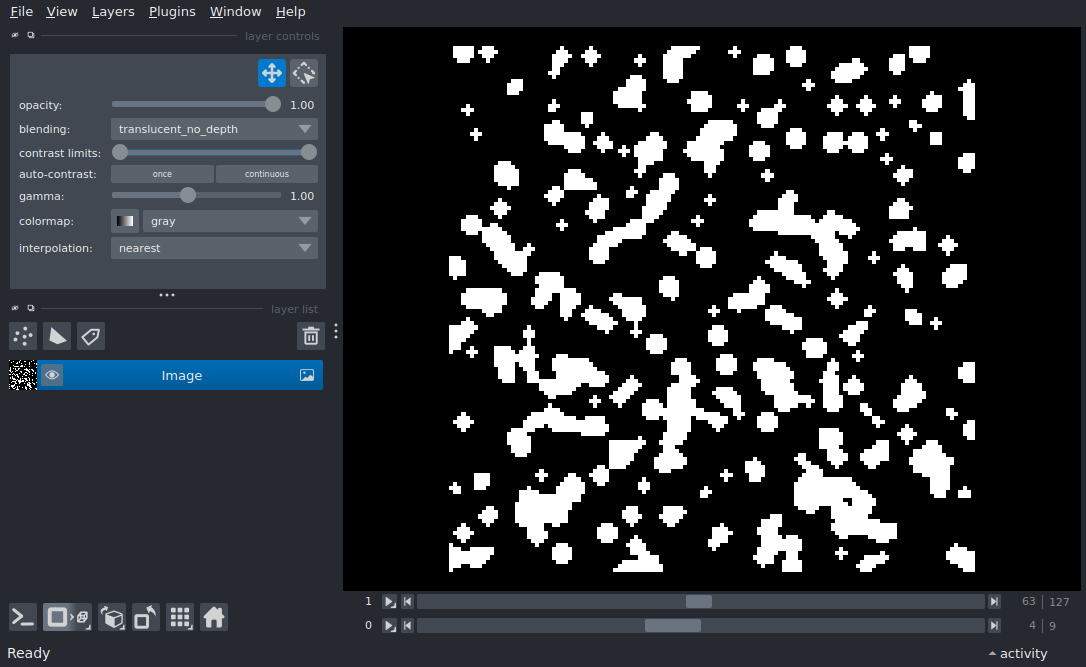 File View Layers Plugins Window Help
layer controls
opacity: 1.00
blending: translucent_no_depth
contrast limits:
auto-contrast: once continuous
gamma: 1.00
colormap: gray
interpolation: nearest
layer list
Image
1 63 127
0 4 9
Ready activity